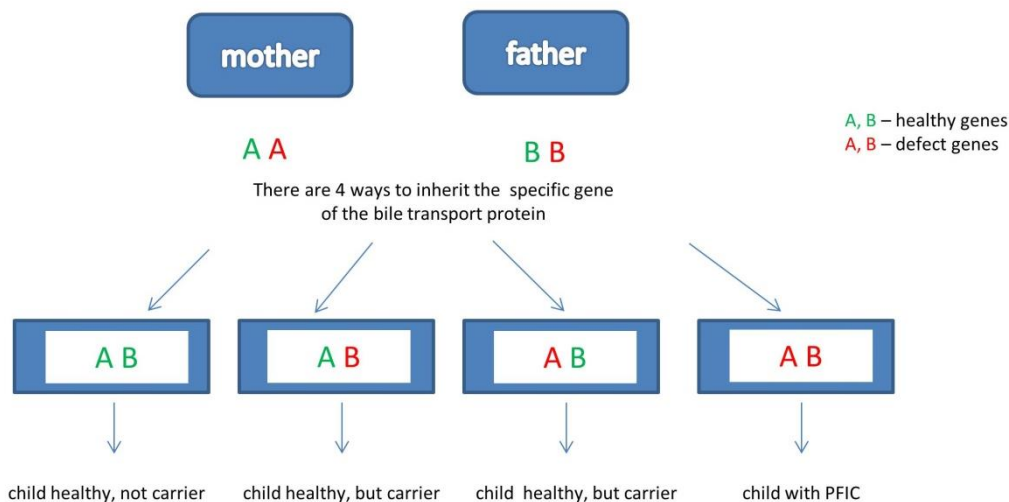 mother
father
A A
B B
A, B – healthy genes
A, B – defect genes
There are 4 ways to inherit the specific gene
of the bile transport protein
A B
A B
A B
A B
child healthy, not carrier
child healthy, but carrier
child healthy, but carrier
child with PFIC